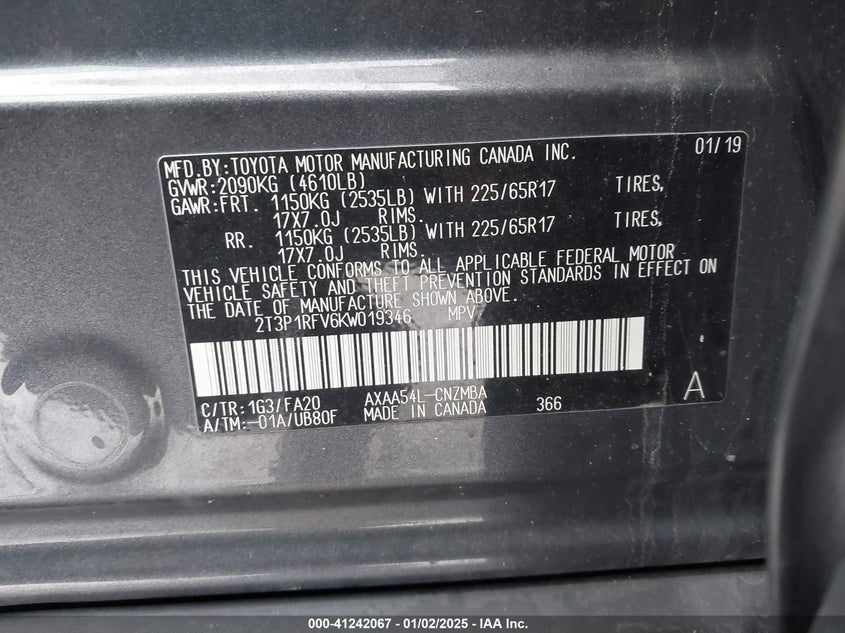 MFD.BY:TOYOTA MOTOR MANUFACTURING CANADA INC. 01/19
GVWR:2090KG (4610LB)
GAWR:FRT. 1150KG (2535LB) WITH 225/65R17 TIRES,
17X7.0J RIMS.
RR. 1150KG (2535LB) WITH 225/65R17 TIRES,
17X7.0J RIMS.
THIS VEHICLE CONFORMS TO ALL APPLICABLE FEDERAL MOTOR
VEHICLE SAFETY AND THEFT PREVENTION STANDARDS IN EFFECT ON
THE DATE OF MANUFACTURE SHOWN ABOVE.
2T3P1RFV6KW019346 MPV
C/TR:1G3/FA20 AXAA54L-CNZMBA A
A/TM:-01A/UB80F MADE IN CANADA 366
000-41242067 - 01/02/2025 - IAA Inc.